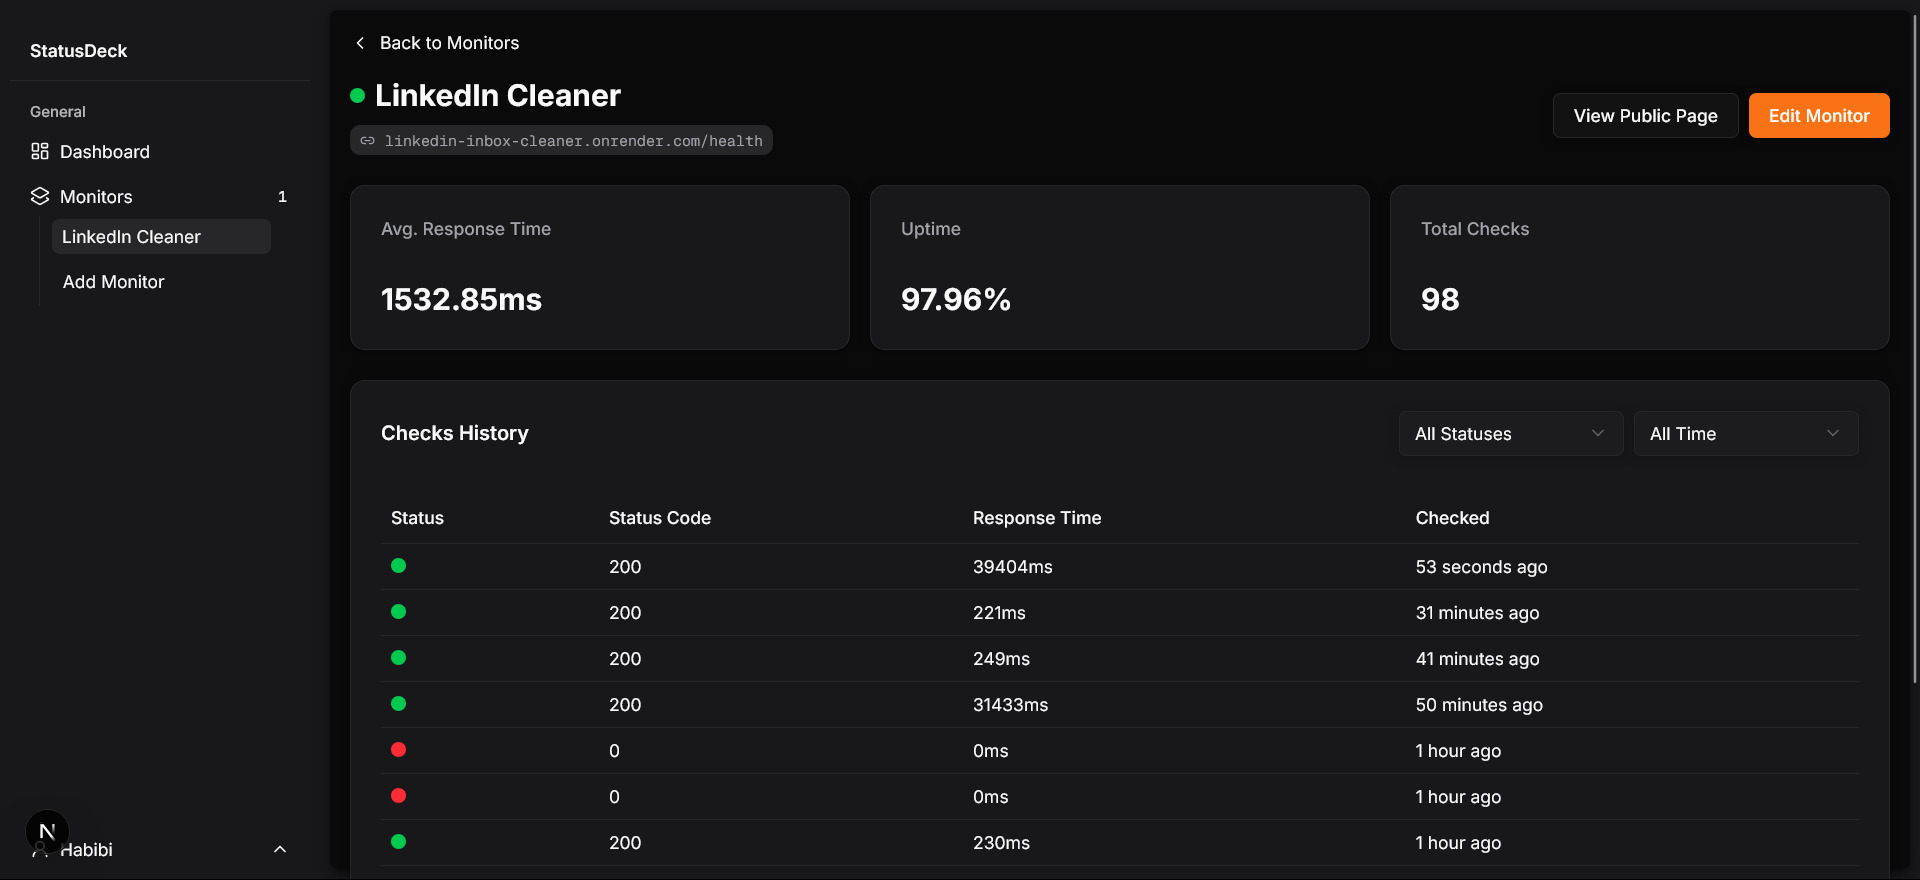 StatusDeck
General
Dashboard
Monitors 1
LinkedIn Cleaner
Add Monitor
N
Habibi
Back to Monitors
LinkedIn Cleaner
linkedin-inbox-cleaner.onrender.com/health
View Public Page
Edit Monitor
Avg. Response Time
1532.85ms
Uptime
97.96%
Total Checks
98
Checks History
All Statuses
All Time
Status Status Code Response Time Checked
200 39404ms 53 seconds ago
200 221ms 31 minutes ago
200 249ms 41 minutes ago
200 31433ms 50 minutes ago
0 0ms 1 hour ago
0 0ms 1 hour ago
200 230ms 1 hour ago